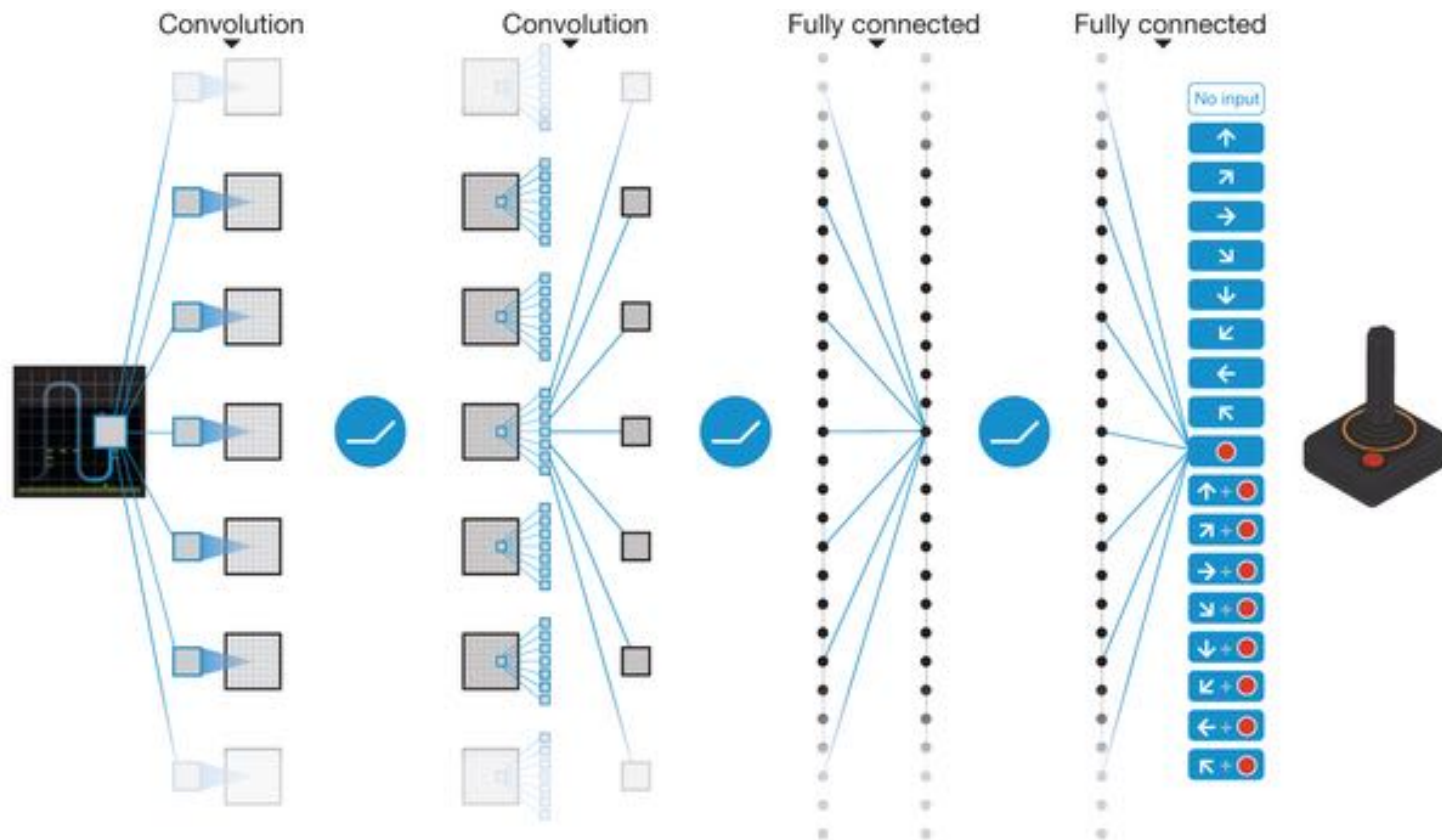 Convolution
Convolution
Fully connected
Fully connected
No input
+
+
+
+
+
+
+
+